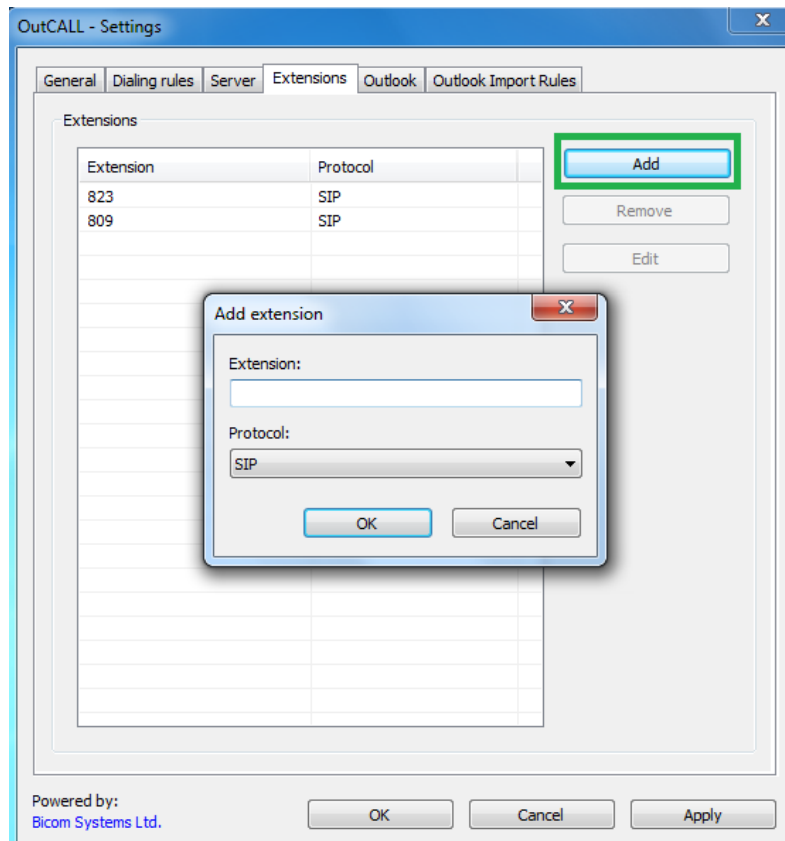 OutCALL - Settings
General Dialing rules Server Extensions Outlook Outlook Import Rules
Extensions
Extension Protocol
Add
823 SIP
Remove
809 SIP
Edit
Add extension
Extension:
Protocol:
SIP
OK Cancel
Powered by:
Bicom Systems Ltd.
OK Cancel Apply